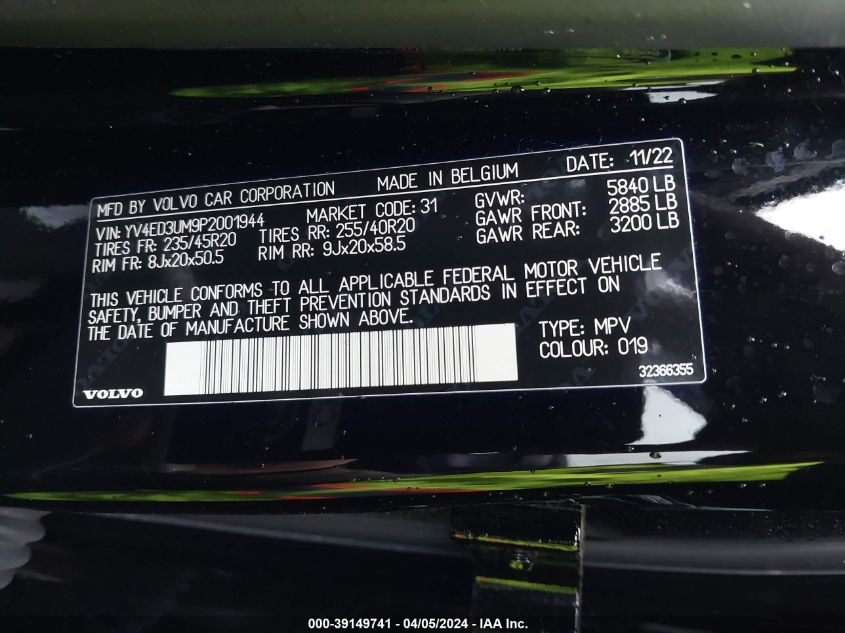 MFD BY VOLVO CAR CORPORATION MADE IN BELGIUM DATE: 11/22
VIN: YV4ED3UM9P2001944 MARKET CODE: 31 GVWR: 5840 LB
TIRES FR: 235/45R20 TIRES RR: 255/40R20 GAWR FRONT: 2885 LB
RIM FR: 8Jx20x50.5 RIM RR: 9Jx20x58.5 GAWR REAR: 3200 LB
THIS VEHICLE CONFORMS TO ALL APPLICABLE FEDERAL MOTOR VEHICLE
SAFETY, BUMPER AND THEFT PREVENTION STANDARDS IN EFFECT ON
THE DATE OF MANUFACTURE SHOWN ABOVE.
TYPE: MPV
COLOUR: 019
VOLVO
32366355
000-39149741 - 04/05/2024 - IAA Inc.